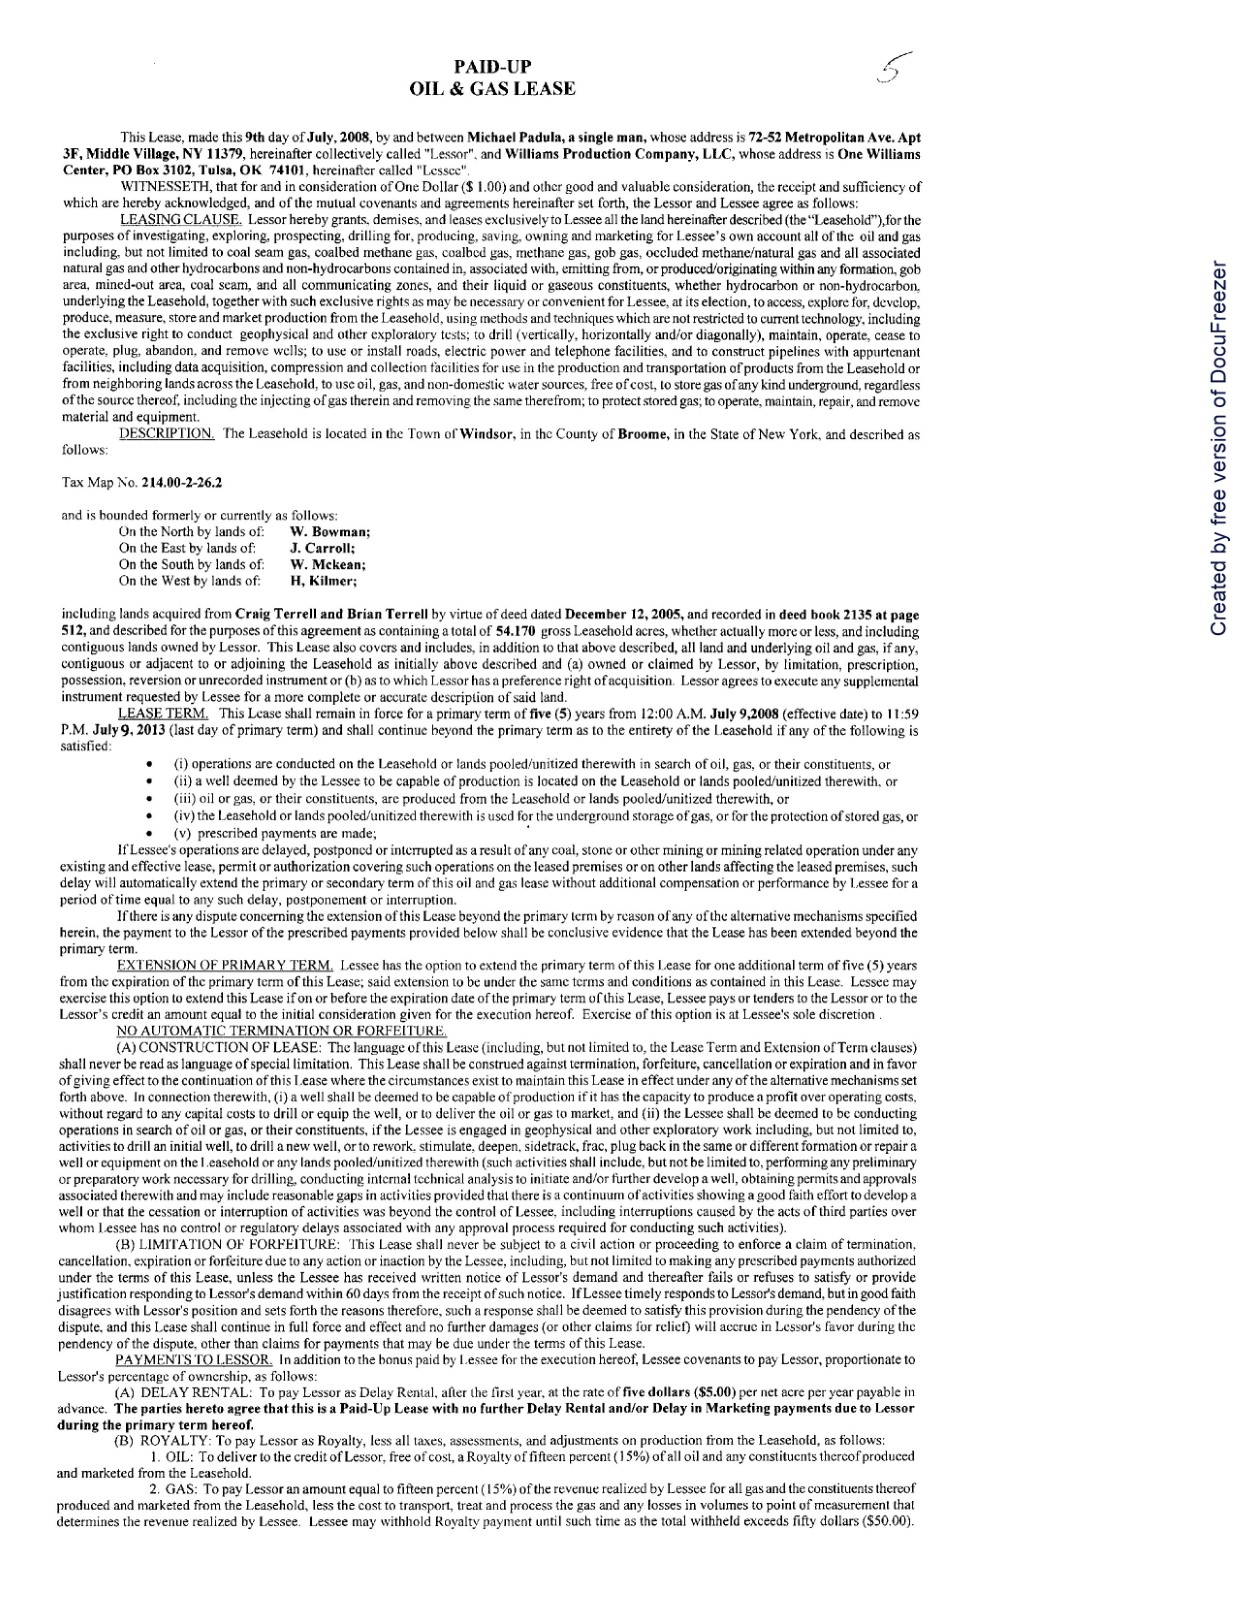 PAID-UP
OIL & GAS LEASE
5
This Lease, made this 9th day of July, 2008, by and between Michael Padula, a single man, whose address is 72-52 Metropolitan Ave. Apt
3F, Middle Village, NY 11379, hereinafter collectively called "Lessor", and Williams Production Company, LLC, whose address is One Williams
Center, PO Box 3102, Tulsa, OK 74101, hereinafter called "Lessee".
WITNESSETH, that for and in consideration of One Dollar ($ 1.00) and other good and valuable consideration, the receipt and sufficiency of
which are hereby acknowledged, and of the mutual covenants and agreements hereinafter set forth, the Lessor and Lessee agree as follows:
LEASING CLAUSE. Lessor hereby grants, demises, and leases exclusively to Lessee all the land hereinafter described (the "Leasehold"),for the
purposes of investigating, exploring, prospecting, drilling for, producing, saving, owning and marketing for Lessee's own account all of the oil and gas
including, but not limited to coal seam gas, coalbed methane gas, coalbed gas, methane gas, gob gas, occluded methane/natural gas and all associated
natural gas and other hydrocarbons and non-hydrocarbons contained in, associated with, emitting from, or produced/originating within any formation, gob
area, mined-out area, coal seam, and all communicating zones, and their liquid or gaseous constituents, whether hydrocarbon or non-hydrocarbon,
underlying the Leasehold, together with such exclusive rights as may be necessary or convenient for Lessee, at its election, to access, explore for, develop,
produce, measure, store and market production from the Leasehold, using methods and techniques which are not restricted to current technology, including
the exclusive right to conduct geophysical and other exploratory tests; to drill (vertically, horizontally and/or diagonally), maintain, operate, cease to
operate, plug, abandon, and remove wells; to use or install roads, electric power and telephone facilities, and to construct pipelines with appurtenant
facilities, including data acquisition, compression and collection facilities for use in the production and transportation of products from the Leasehold or
from neighboring lands across the Leasehold, to use oil, gas, and non-domestic water sources, free of cost, to store gas of any kind underground, regardless
of the source thereof, including the injecting of gas therein and removing the same therefrom; to protect stored gas; to operate, maintain, repair, and remove
material and equipment.
DESCRIPTION. The Leasehold is located in the Town of Windsor, in the County of Broome, in the State of New York, and described as
follows:
Tax Map No. 214.00-2-26.2
and is bounded formerly or currently as follows:
On the North by lands of: W. Bowman;
On the East by lands of: J. Carroll;
On the South by lands of: W. Mckean;
On the West by lands of: H, Kilmer;
including lands acquired from Craig Terrell and Brian Terrell by virtue of deed dated December 12, 2005, and recorded in deed book 2135 at page
512, and described for the purposes of this agreement as containing a total of 54.170 gross Leasehold acres, whether actually more or less, and including
contiguous lands owned by Lessor. This Lease also covers and includes, in addition to that above described, all land and underlying oil and gas, if any,
contiguous or adjacent to or adjoining the Leasehold as initially above described and (a) owned or claimed by Lessor, by limitation, prescription,
possession, reversion or unrecorded instrument or (b) as to which Lessor has a preference right of acquisition. Lessor agrees to execute any supplemental
instrument requested by Lessee for a more complete or accurate description of said land.
LEASE TERM. This Lease shall remain in force for a primary term of five (5) years from 12:00 A.M. July 9,2008 (effective date) to 11:59
P.M. July 9, 2013 (last day of primary term) and shall continue beyond the primary term as to the entirety of the Leasehold if any of the following is
satisfied:
• (i) operations are conducted on the Leasehold or lands pooled/unitized therewith in search of oil, gas, or their constituents, or
• (ii) a well deemed by the Lessee to be capable of production is located on the Leasehold or lands pooled/unitized therewith, or
• (iii) oil or gas, or their constituents, are produced from the Leasehold or lands pooled/unitized therewith, or
• (iv) the Leasehold or lands pooled/unitized therewith is used for the underground storage of gas, or for the protection of stored gas, or
• (v) prescribed payments are made;
If Lessee's operations are delayed, postponed or interrupted as a result of any coal, stone or other mining or mining related operation under any
existing and effective lease, permit or authorization covering such operations on the leased premises or on other lands affecting the leased premises, such
delay will automatically extend the primary or secondary term of this oil and gas lease without additional compensation or performance by Lessee for a
period of time equal to any such delay, postponement or interruption.
If there is any dispute concerning the extension of this Lease beyond the primary term by reason of any of the alternative mechanisms specified
herein, the payment to the Lessor of the prescribed payments provided below shall be conclusive evidence that the Lease has been extended beyond the
primary term.
EXTENSION OF PRIMARY TERM. Lessee has the option to extend the primary term of this Lease for one additional term of five (5) years
from the expiration of the primary term of this Lease; said extension to be under the same terms and conditions as contained in this Lease. Lessee may
exercise this option to extend this Lease if on or before the expiration date of the primary term of this Lease, Lessee pays or tenders to the Lessor or to the
Lessor's credit an amount equal to the initial consideration given for the execution hereof. Exercise of this option is at Lessee's sole discretion .
NO AUTOMATIC TERMINATION OR FORFEITURE.
(A) CONSTRUCTION OF LEASE: The language of this Lease (including, but not limited to, the Lease Term and Extension of Term clauses)
shall never be read as language of special limitation. This Lease shall be construed against termination, forfeiture, cancellation or expiration and in favor
of giving effect to the continuation of this Lease where the circumstances exist to maintain this Lease in effect under any of the alternative mechanisms set
forth above. In connection therewith, (i) a well shall be deemed to be capable of production if it has the capacity to produce a profit over operating costs,
without regard to any capital costs to drill or equip the well, or to deliver the oil or gas to market, and (ii) the Lessee shall be deemed to be conducting
operations in search of oil or gas, or their constituents, if the Lessee is engaged in geophysical and other exploratory work including, but not limited to,
activities to drill an initial well, to drill a new well, or to rework, stimulate, deepen, sidetrack, frac, plug back in the same or different formation or repair a
well or equipment on the Leasehold or any lands pooled/unitized therewith (such activities shall include, but not be limited to, performing any preliminary
or preparatory work necessary for drilling, conducting internal technical analysis to initiate and/or further develop a well, obtaining permits and approvals
associated therewith and may include reasonable gaps in activities provided that there is a continuum of activities showing a good faith effort to develop a
well or that the cessation or interruption of activities was beyond the control of Lessee, including interruptions caused by the acts of third parties over
whom Lessee has no control or regulatory delays associated with any approval process required for conducting such activities).
(B) LIMITATION OF FORFEITURE: This Lease shall never be subject to a civil action or proceeding to enforce a claim of termination,
cancellation, expiration or forfeiture due to any action or inaction by the Lessee, including, but not limited to making any prescribed payments authorized
under the terms of this Lease, unless the Lessee has received written notice of Lessor's demand and thereafter fails or refuses to satisfy or provide
justification responding to Lessor's demand within 60 days from the receipt of such notice. If Lessee timely responds to Lessor's demand, but in good faith
disagrees with Lessor's position and sets forth the reasons therefore, such a response shall be deemed to satisfy this provision during the pendency of the
dispute, and this Lease shall continue in full force and effect and no further damages (or other claims for relief) will accrue in Lessor's favor during the
pendency of the dispute, other than claims for payments that may be due under the terms of this Lease.
PAYMENTS TO LESSOR. In addition to the bonus paid by Lessee for the execution hereof, Lessee covenants to pay Lessor, proportionate to
Lessor's percentage of ownership, as follows:
(A) DELAY RENTAL: To pay Lessor as Delay Rental, after the first year, at the rate of five dollars ($5.00) per net acre per year payable in
advance. The parties hereto agree that this is a Paid-Up Lease with no further Delay Rental and/or Delay in Marketing payments due to Lessor
during the primary term hereof.
(B) ROYALTY: To pay Lessor as Royalty, less all taxes, assessments, and adjustments on production from the Leasehold, as follows:
1. OIL: To deliver to the credit of Lessor, free of cost, a Royalty of fifteen percent (15%) of all oil and any constituents thereof produced
and marketed from the Leasehold.
2. GAS: To pay Lessor an amount equal to fifteen percent (15%) of the revenue realized by Lessee for all gas and the constituents thereof
produced and marketed from the Leasehold, less the cost to transport, treat and process the gas and any losses in volumes to point of measurement that
determines the revenue realized by Lessee. Lessee may withhold Royalty payment until such time as the total withheld exceeds fifty dollars ($50.00).
Created by free version of DocuFreezer